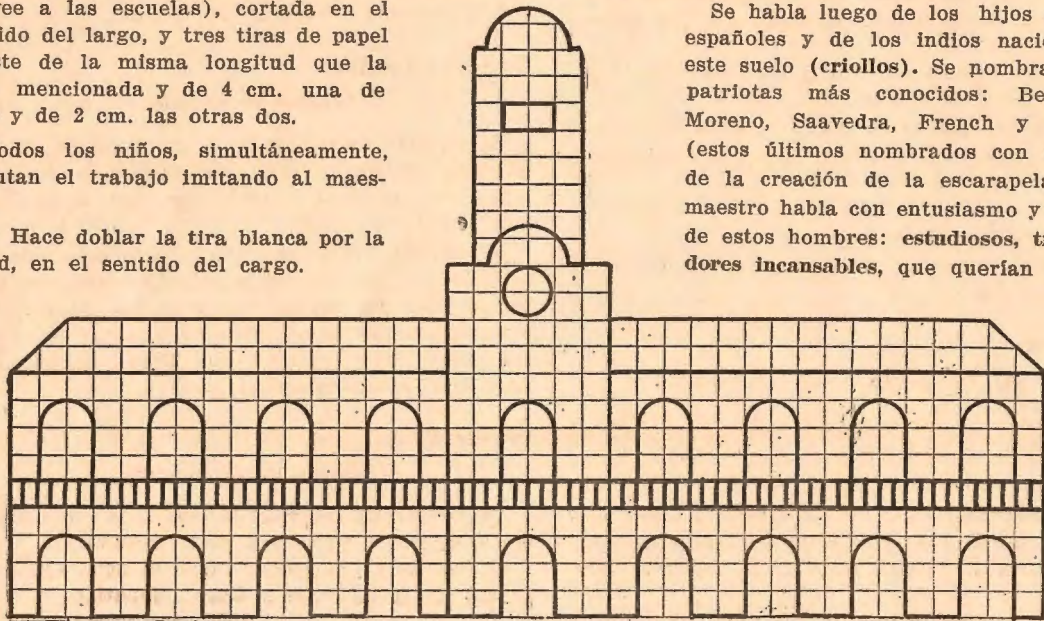 ee a las escuelas), cortada en el
ido del largo, y tres tiras de papel
te de la misma longitud que la
mencionada y de 4 cm. una de
y de 2 cm. las otras dos.
odos los niños, simultáneamente,
utan el trabajo imitando al maes-
Hace doblar la tira blanca por la
d, en el sentido del cargo.
Se habla luego de los hijos
españoles y de los indios naci
este suelo (criollos). Se nombra
patriotas más conocidos: Be
Moreno, Saavedra, French y
(estos últimos nombrados con
de la creación de la escarapela
maestro habla con entusiasmo y
de estos hombres: estudiosos, t
dores incansables, que querían